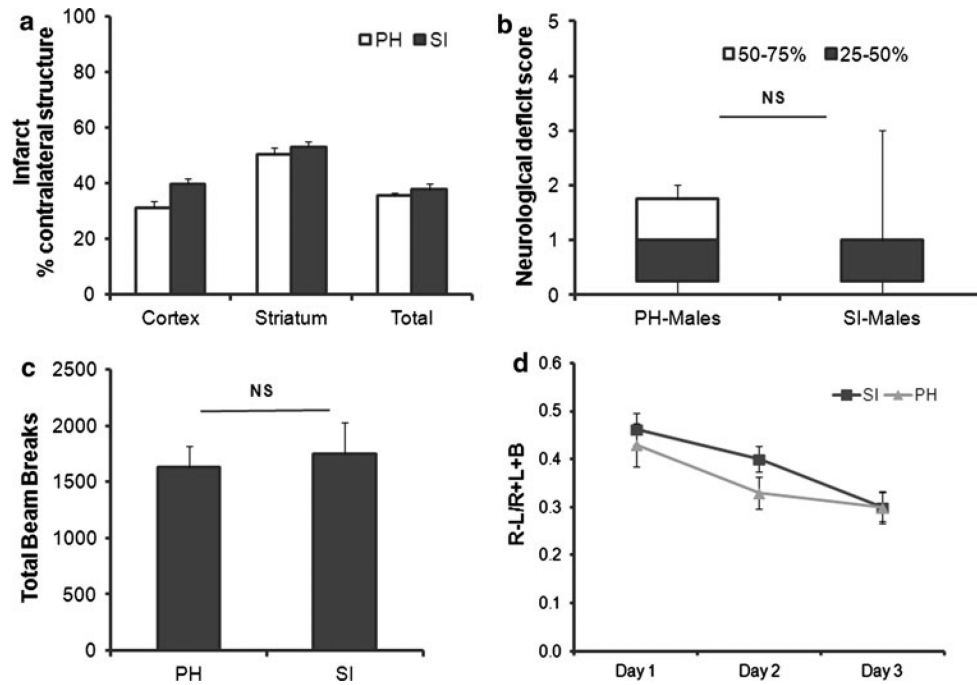 a
100
80
60
40
20
0
Infarct
% contralateral structure
PH SI
Cortex Striatum Total
b
5
4
3
2
1
0
Neurological deficit score
50-75% 25-50%
NS
PH-Males SI-Males
c
2500
2000
1500
1000
500
0
Total Beam Breaks
NS
PH SI
d
0.6
0.5
0.4
0.3
0.2
0.1
0.0
R-L/R+L+B
SI PH
Day 1 Day 2 Day 3